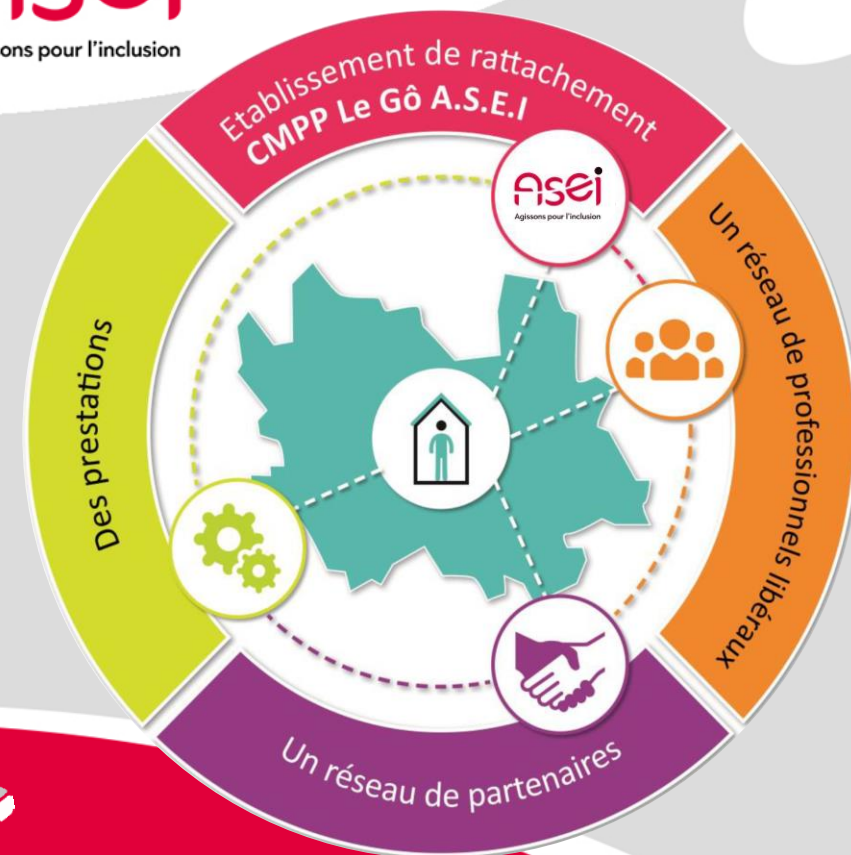 ons pour l'inclusion
Etablissement de rattachement
CMPP Le Gô A.S.E.I
Asei
Agissons pour l'inclusion
Un réseau de professionnels libéraux
Des prestations
Un réseau de partenaires